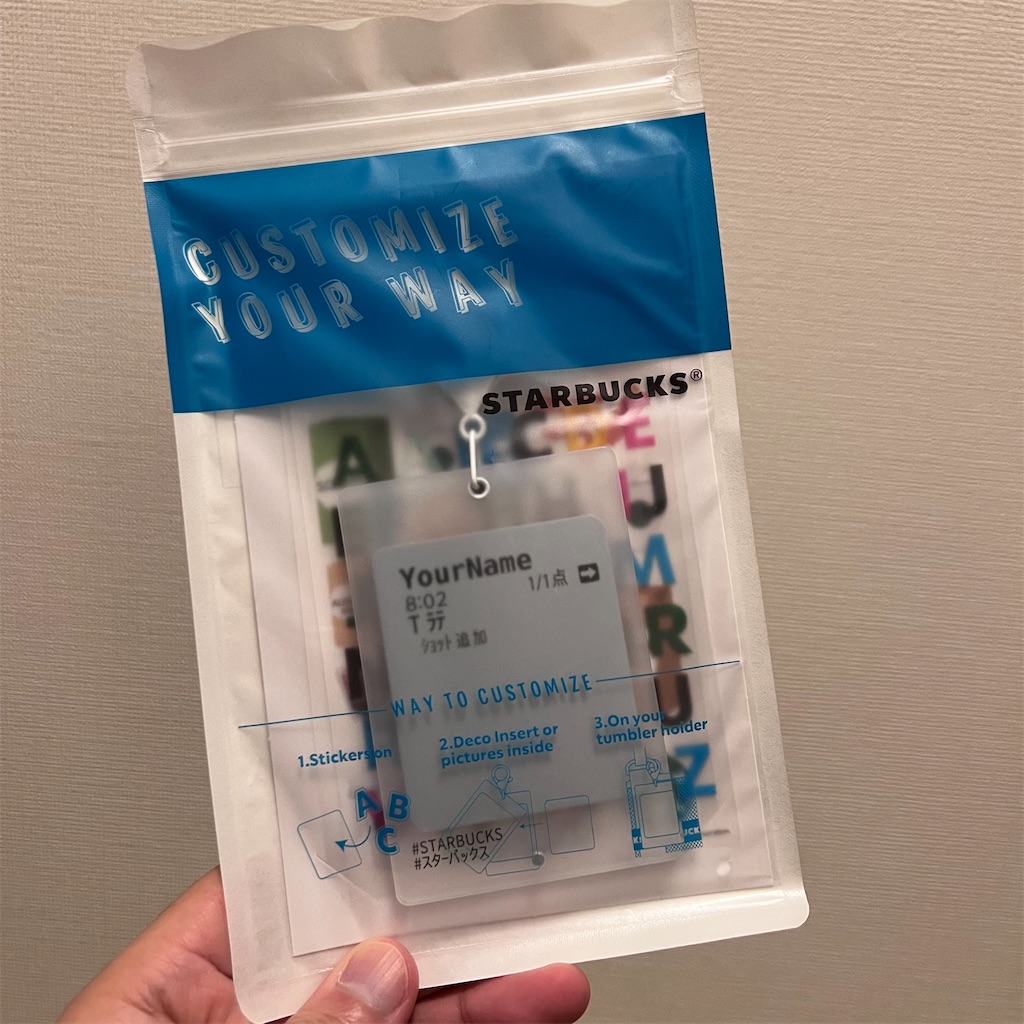 CUSTOMIZE
YOUR WAY
STARBUCKS®
A B C D E
J
M
R
U
Z
YourName
1/1点 ➡
8:02
T ラテ
ショット 追加
WAY TO CUSTOMIZE
1.Stickers on
2.Deco Insert or
pictures inside
3.On your
tumbler holder
A B
C
#STARBUCKS
#スターバックス